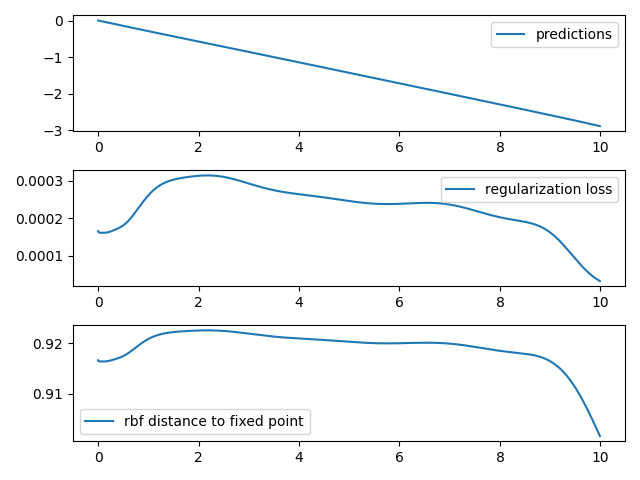 0
−1
−2
−3
predictions
0 2 4 6 8 10
0.0003
0.0002
0.0001
regularization loss
0 2 4 6 8 10
0.92
0.91
rbf distance to fixed point
0 2 4 6 8 10